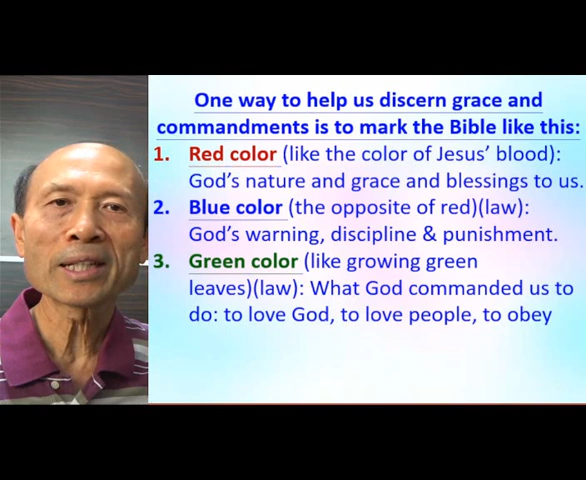 One way to help us discern grace and
commandments is to mark the Bible like this:
1. Red color (like the color of Jesus' blood):
God's nature and grace and blessings to us.
2. Blue color (the opposite of red)(law):
God's warning, discipline & punishment.
3. Green color (like growing green
leaves)(law): What God commanded us to
do: to love God, to love people, to obey